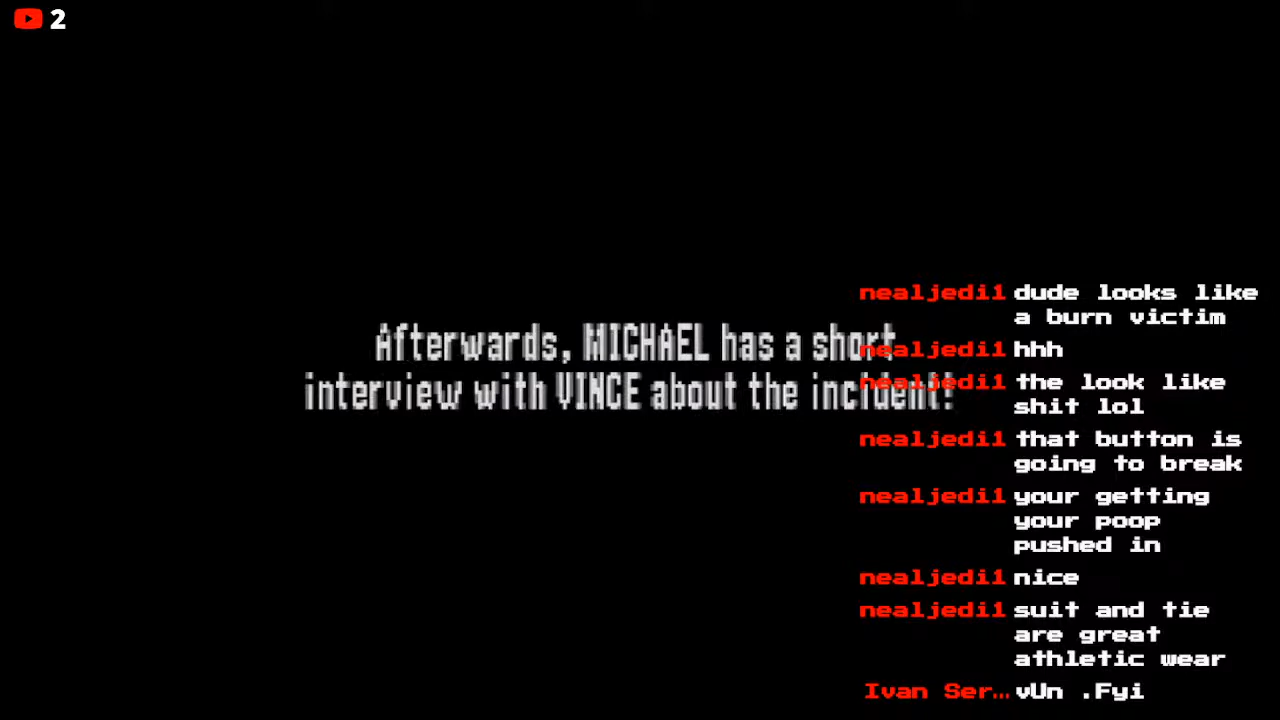 2
Afterwards, MICHAEL has a short
interview with VINCE about the incident!
nealjedi1 dude looks like
a burn victim
nealjedi1 hhh
nealjedi1 the look like
shit lol
nealjedi1 that button is
going to break
nealjedi1 your getting
your poop
pushed in
nealjedi1 nice
nealjedi1 suit and tie
are great
athletic wear
Ivan Ser… vUn .Fyi